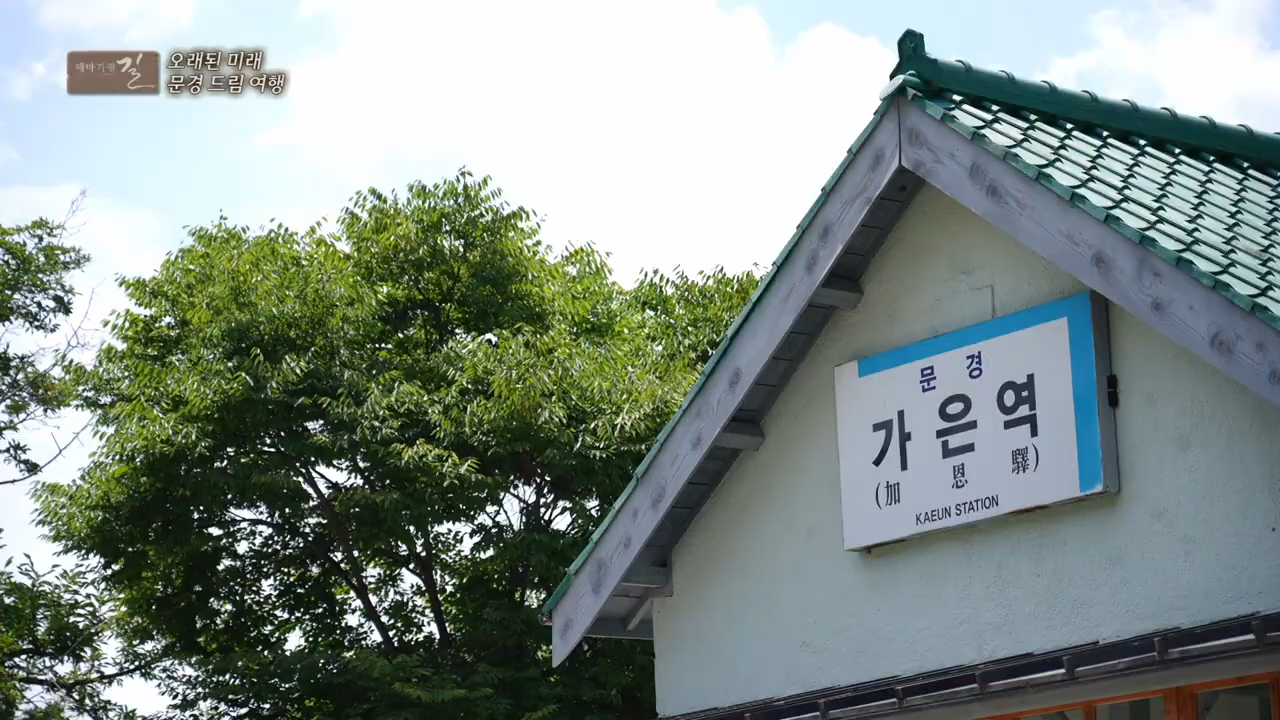 테마기행 길
오래된 미래
문경 드림 여행
문경
가은역
(加恩驛)
KAEUN STATION